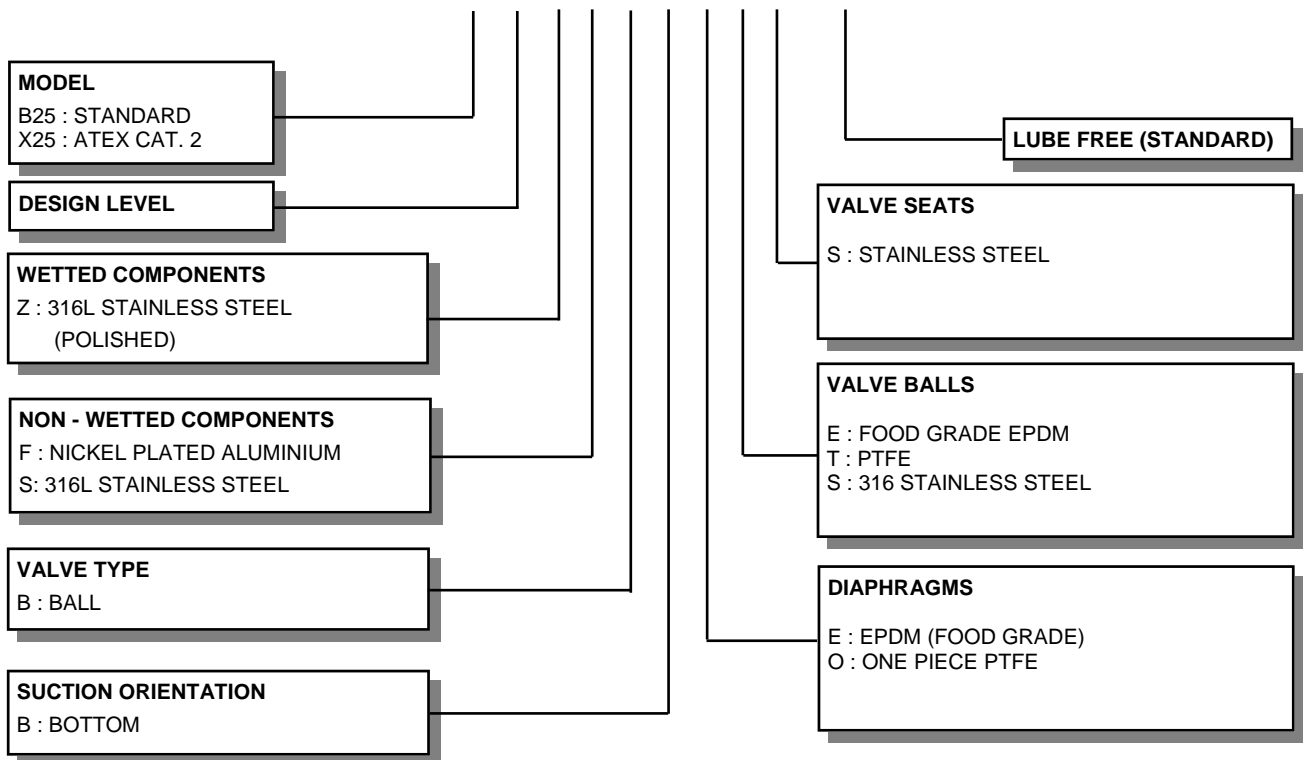 MODEL
B25 : STANDARD
X25 : ATEX CAT. 2
DESIGN LEVEL
WETTED COMPONENTS
Z : 316L STAINLESS STEEL
(POLISHED)
NON - WETTED COMPONENTS
F : NICKEL PLATED ALUMINIUM
S: 316L STAINLESS STEEL
VALVE TYPE
B : BALL
SUCTION ORIENTATION
B : BOTTOM
LUBE FREE (STANDARD)
VALVE SEATS
S : STAINLESS STEEL
VALVE BALLS
E : FOOD GRADE EPDM
T : PTFE
S : 316 STAINLESS STEEL
DIAPHRAGMS
E : EPDM (FOOD GRADE)
O : ONE PIECE PTFE